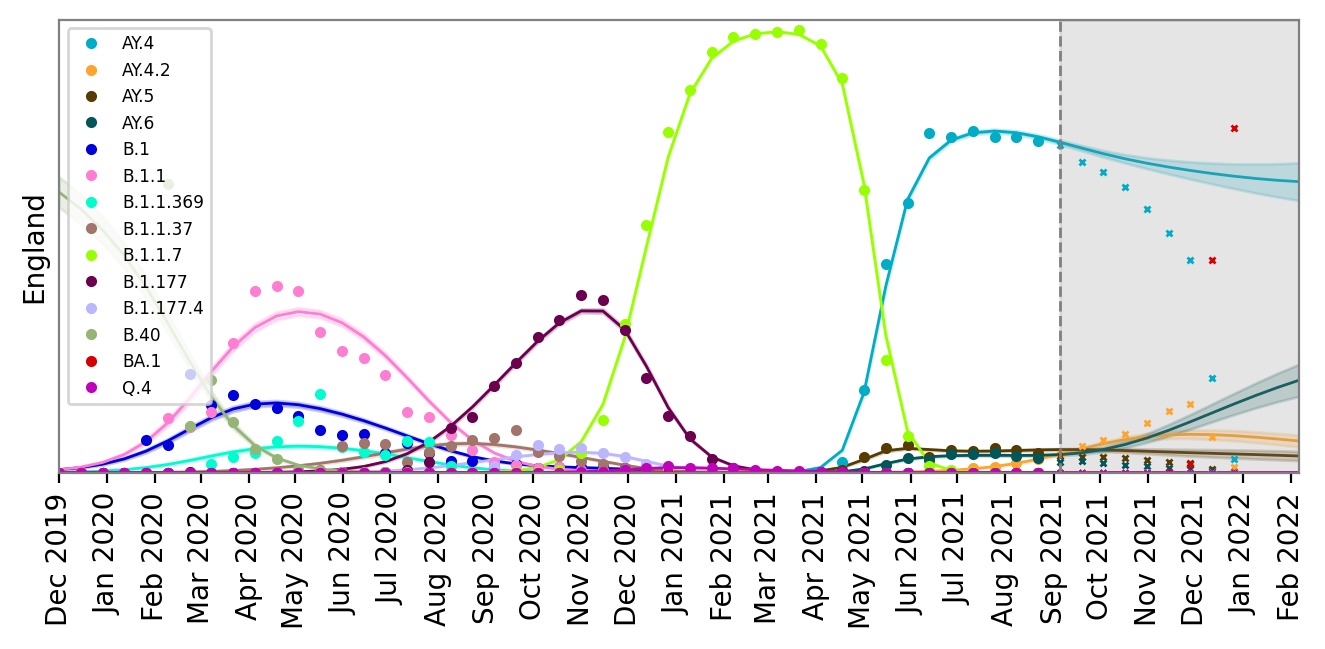 England
AY.4
AY.4.2
AY.5
AY.6
B.1
B.1.1
B.1.1.369
B.1.1.37
B.1.1.7
B.1.177
B.1.177.4
B.40
BA.1
Q.4
Dec 2019
Jan 2020
Feb 2020
Mar 2020
Apr 2020
May 2020
Jun 2020
Jul 2020
Aug 2020
Sep 2020
Oct 2020
Nov 2020
Dec 2020
Jan 2021
Feb 2021
Mar 2021
Apr 2021
May 2021
Jun 2021
Jul 2021
Aug 2021
Sep 2021
Oct 2021
Nov 2021
Dec 2021
Jan 2022
Feb 2022